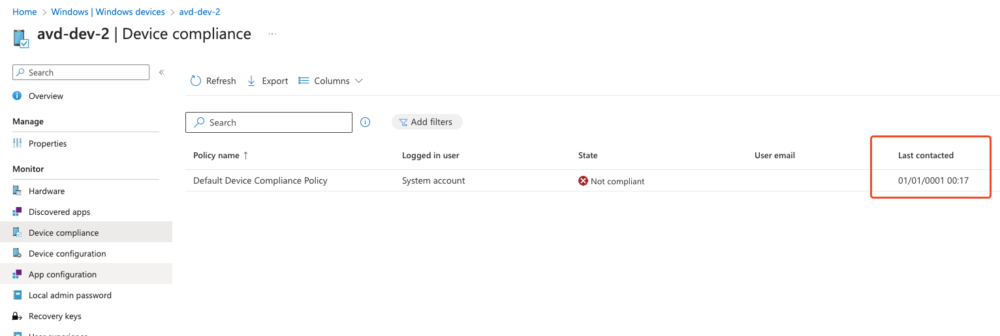 Home > Windows | Windows devices > avd-dev-2
avd-dev-2 | Device compliance ...
Search «
Overview
Manage
Properties
Monitor
Hardware
Discovered apps
Device compliance
Device configuration
App configuration
Local admin password
Recovery keys
User experience
Refresh Export Columns
Search Add filters
Policy name ↑ Logged in user State User email Last contacted
Default Device Compliance Policy System account Not compliant 01/01/0001 00:17